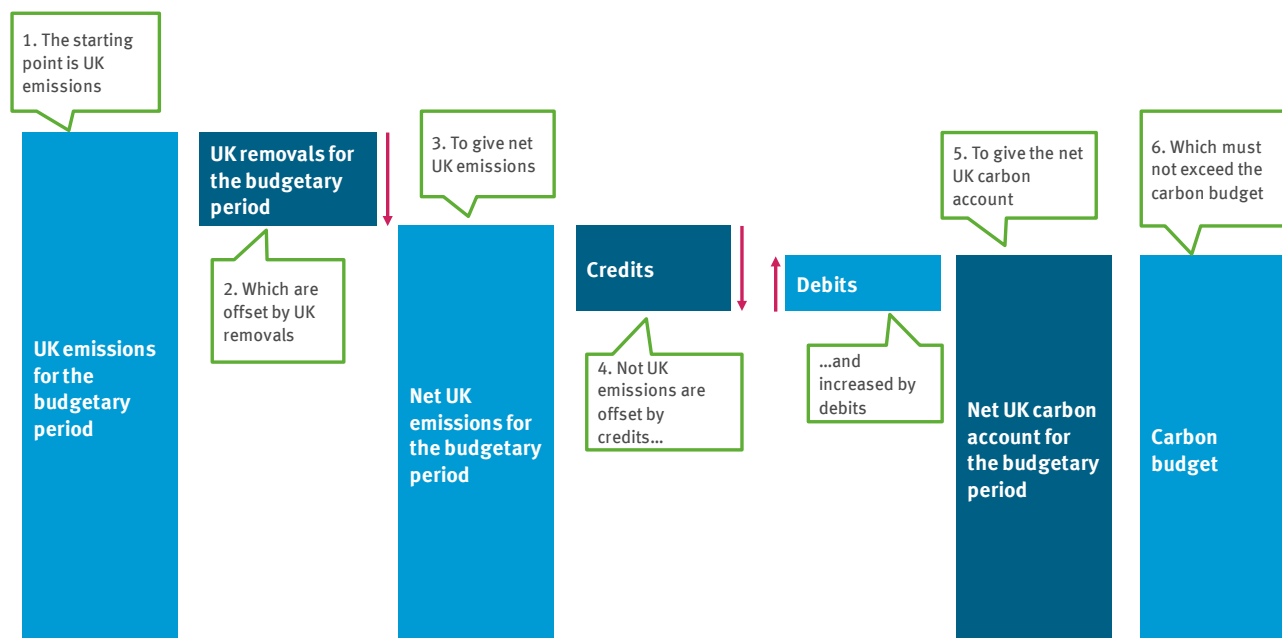 1. The starting
point is UK
emissions
UK emissions
for the
budgetary
period
UK removals for
the budgetary
period
2. Which are
offset by UK
removals
3. To give net
UK emissions
Net UK
emissions for
the budgetary
period
Credits
4. Not UK
emissions are
offset by
credits...
Debits
...and
increased by
debits
5. To give the net
UK carbon
account
Net UK carbon
account for
the budgetary
period
6. Which must
not exceed the
carbon budget
Carbon
budget